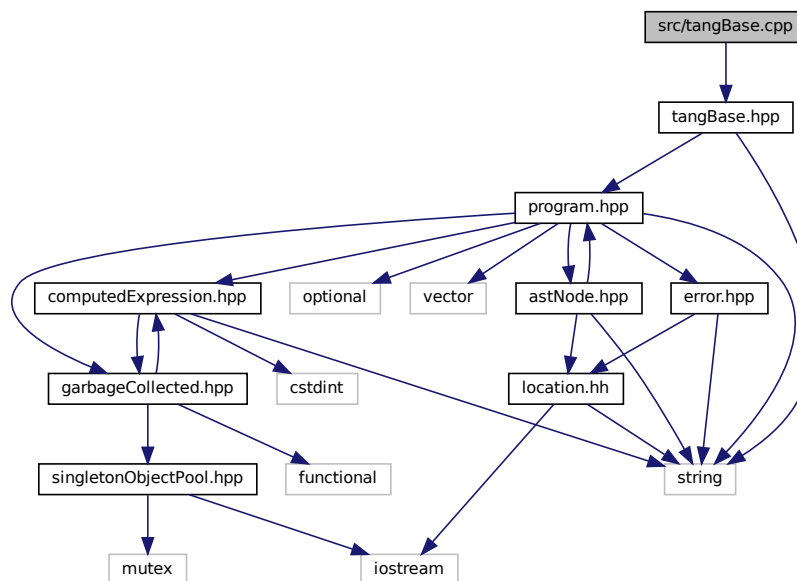 src/tangBase.cpp
tangBase.hpp
program.hpp
computedExpression.hpp
optional
vector
astNode.hpp
error.hpp
garbageCollected.hpp
cstdint
location.hh
singletonObjectPool.hpp
functional
string
mutex
iostream